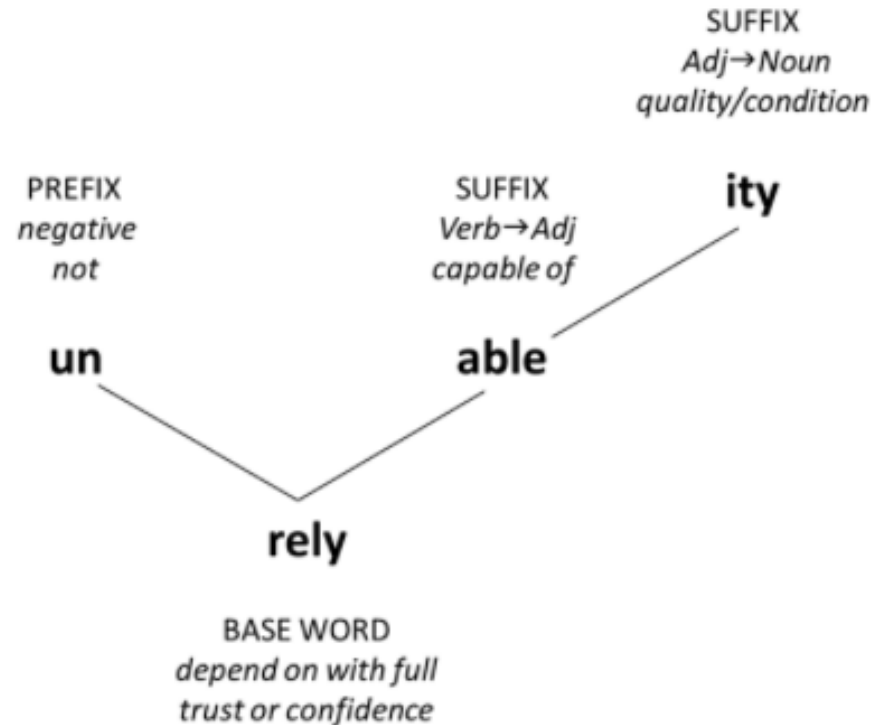 SUFFIX
Adj→Noun
quality/condition
ity
PREFIX
negative
not
un
SUFFIX
Verb→Adj
capable of
able
rely
BASE WORD
depend on with full
trust or confidence